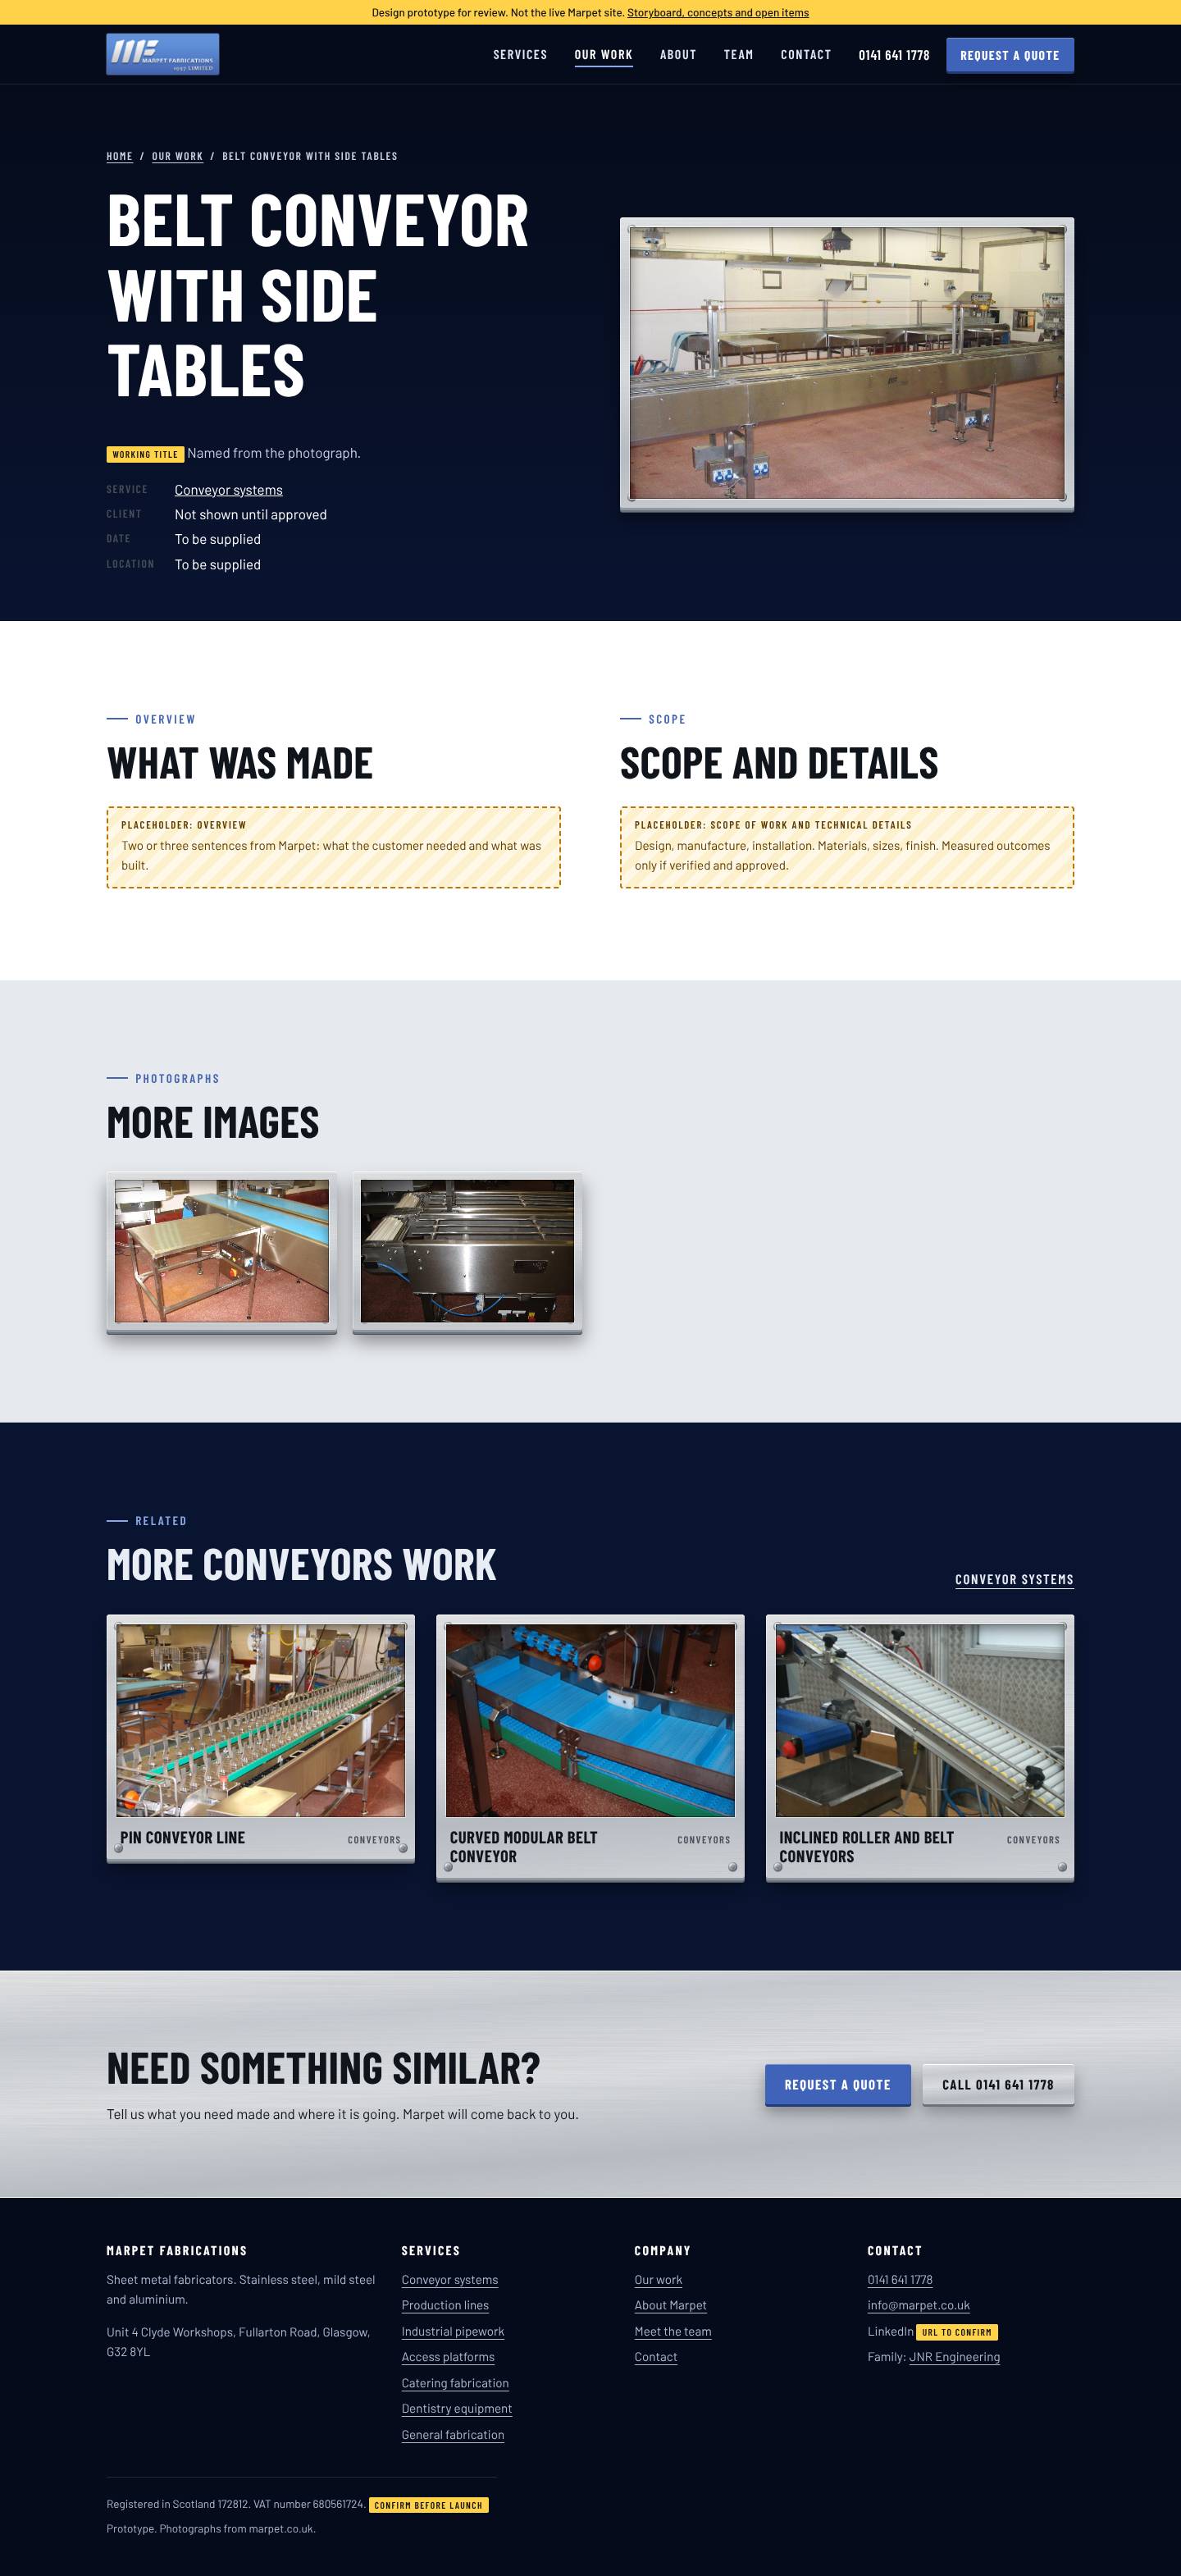 Design prototype for review. Not the live Marpet site. Storyboard, concepts and open items
MF
MARPET FABRICATIONS
1997 LIMITED
SERVICES
OUR WORK
ABOUT
TEAM
CONTACT
0141 641 1778
REQUEST A QUOTE
HOME / OUR WORK / BELT CONVEYOR WITH SIDE TABLES
BELT CONVEYOR
WITH SIDE
TABLES
WORKING TITLE Named from the photograph.
SERVICE Conveyor systems
CLIENT Not shown until approved
DATE To be supplied
LOCATION To be supplied
OVERVIEW
WHAT WAS MADE
PLACEHOLDER: OVERVIEW
Two or three sentences from Marpet: what the customer needed and what was
built.
SCOPE
SCOPE AND DETAILS
PLACEHOLDER: SCOPE OF WORK AND TECHNICAL DETAILS
Design, manufacture, installation. Materials, sizes, finish. Measured outcomes
only if verified and approved.
PHOTOGRAPHS
MORE IMAGES
RELATED
MORE CONVEYORS WORK
CONVEYOR SYSTEMS
PIN CONVEYOR LINE
CONVEYORS
CURVED MODULAR BELT
CONVEYOR
CONVEYORS
INCLINED ROLLER AND BELT
CONVEYORS
CONVEYORS
NEED SOMETHING SIMILAR?
Tell us what you need made and where it is going. Marpet will come back to you.
REQUEST A QUOTE
CALL 0141 641 1778
MARPET FABRICATIONS
Sheet metal fabricators. Stainless steel, mild steel
and aluminium.
Unit 4 Clyde Workshops, Fullarton Road, Glasgow,
G32 8YL
SERVICES
Conveyor systems
Production lines
Industrial pipework
Access platforms
Catering fabrication
Dentistry equipment
General fabrication
COMPANY
Our work
About Marpet
Meet the team
Contact
CONTACT
0141 641 1778
info@marpet.co.uk
LinkedIn URL TO CONFIRM
Family: JNR Engineering
Registered in Scotland 172812. VAT number 680561724. CONFIRM BEFORE LAUNCH
Prototype. Photographs from marpet.co.uk.